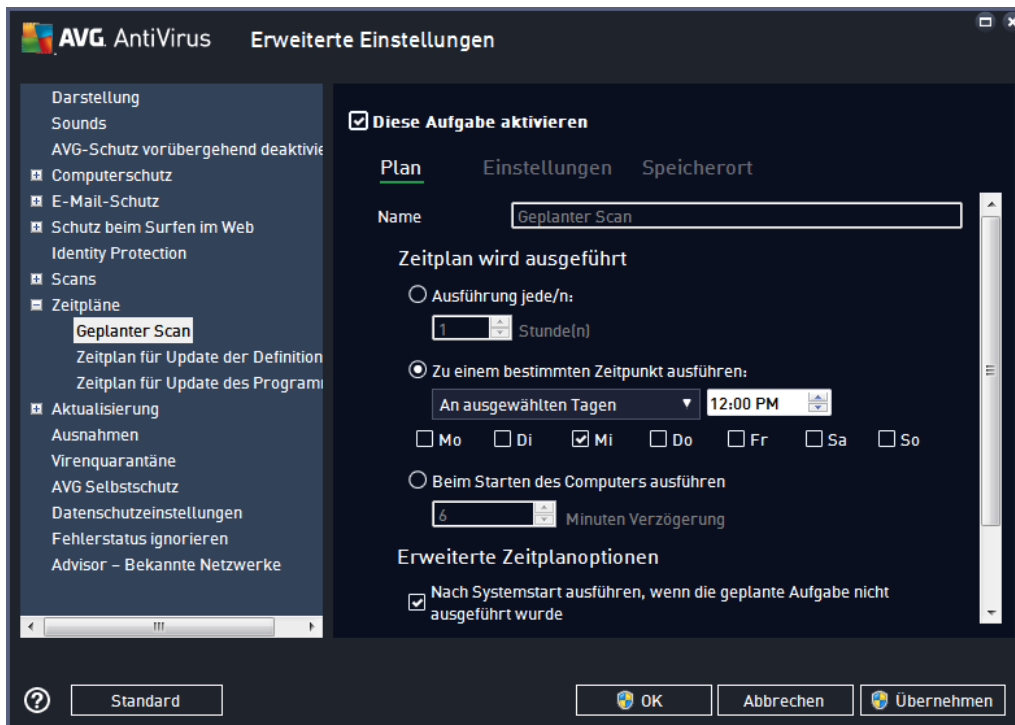 AVG AntiVirus Erweiterte Einstellungen
Darstellung
Sounds
AVG-Schutz vorübergehend deaktivie
Computerschutz
E-Mail-Schutz
Schutz beim Surfen im Web
Identity Protection
Scans
Zeitpläne
Geplanter Scan
Zeitplan für Update der Definition
Zeitplan für Update des Program
Aktualisierung
Ausnahmen
Virenquarantäne
AVG Selbstschutz
Datenschutzeinstellungen
Fehlerstatus ignorieren
Advisor – Bekannte Netzwerke
Diese Aufgabe aktivieren
Plan Einstellungen Speicherort
Name Geplanter Scan
Zeitplan wird ausgeführt
Ausführung jede/n:
1 Stunde(n)
Zu einem bestimmten Zeitpunkt ausführen:
An ausgewählten Tagen 12:00 PM
Mo Di Mi Do Fr Sa So
Beim Starten des Computers ausführen
6 Minuten Verzögerung
Erweiterte Zeitplanoptionen
Nach Systemstart ausführen, wenn die geplante Aufgabe nicht
ausgeführt wurde
? Standard OK Abbrechen Übernehmen